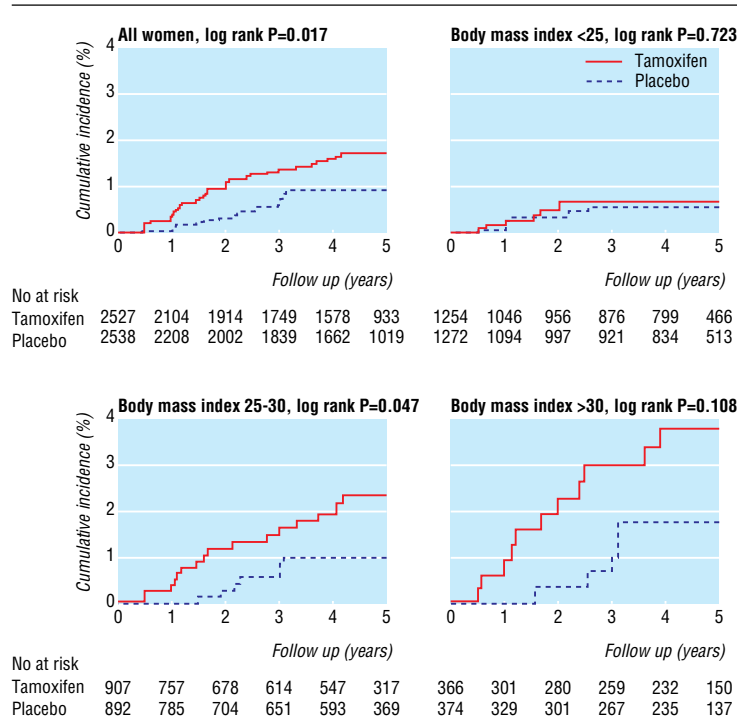 All women, log rank P=0.017
Cumulative incidence (%)
4
3
2
1
0
0 1 2 3 4 5
Follow up (years)
Body mass index <25, log rank P=0.723
Tamoxifen
Placebo
0 1 2 3 4 5
Follow up (years)
No at risk
Tamoxifen 2527 2104 1914 1749 1578 933 1254 1046 956 876 799 466
Placebo 2538 2208 2002 1839 1662 1019 1272 1094 997 921 834 513
Body mass index 25-30, log rank P=0.047
Cumulative incidence (%)
4
3
2
1
0
0 1 2 3 4 5
Follow up (years)
Body mass index >30, log rank P=0.108
0 1 2 3 4 5
Follow up (years)
No at risk
Tamoxifen 907 757 678 614 547 317 366 301 280 259 232 150
Placebo 892 785 704 651 593 369 374 329 301 267 235 137